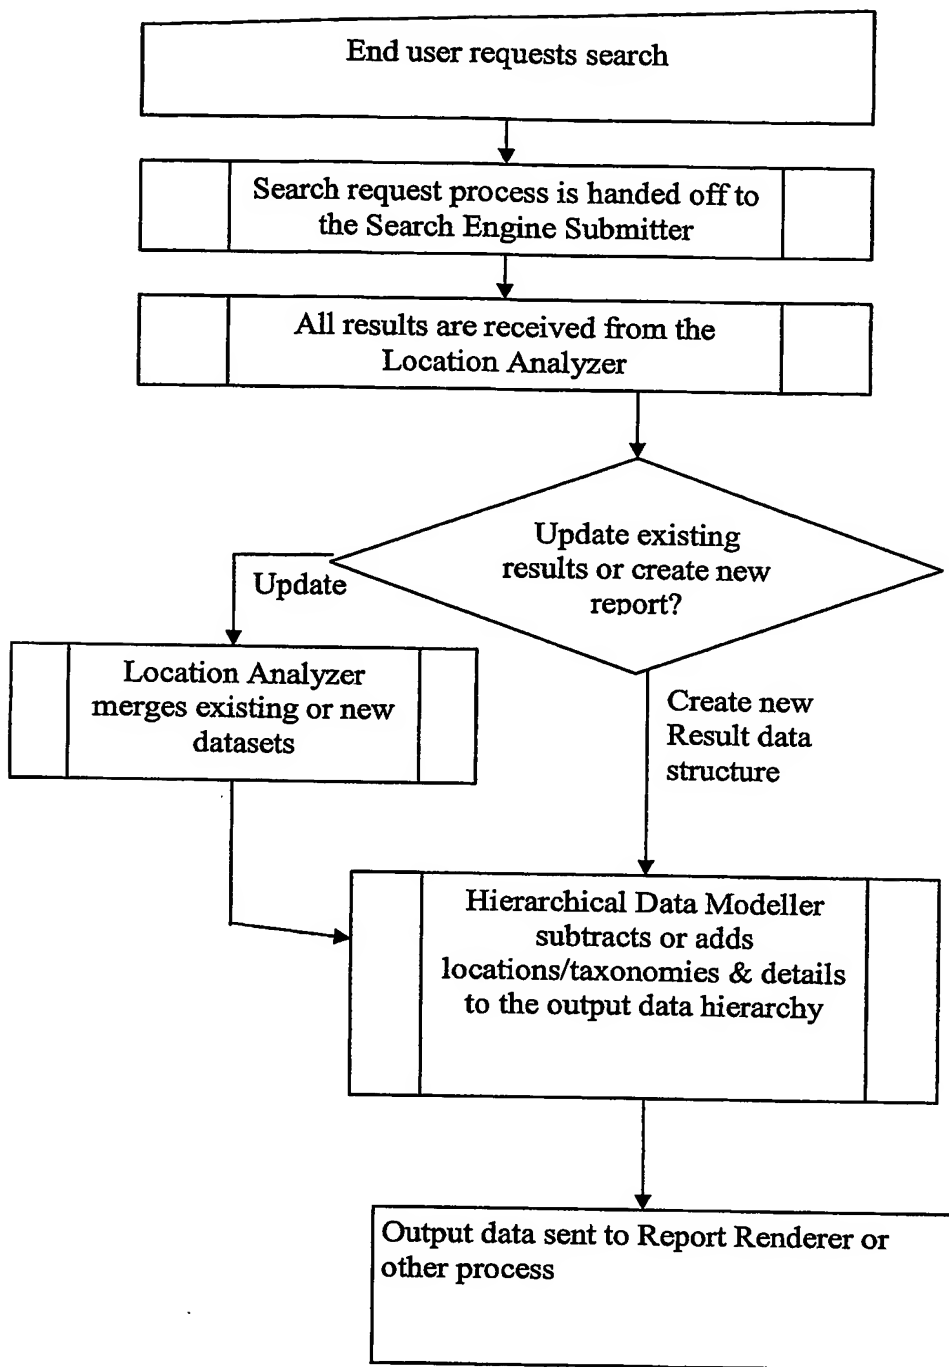 End user requests search
Search request process is handed off to
the Search Engine Submitter
All results are received from the
Location Analyzer
Update existing
results or create new
report?
Update
Location Analyzer
merges existing or new
datasets
Create new
Result data
structure
Hierarchical Data Modeller
subtracts or adds
locations/taxonomies & details
to the output data hierarchy
Output data sent to Report Renderer or
other process